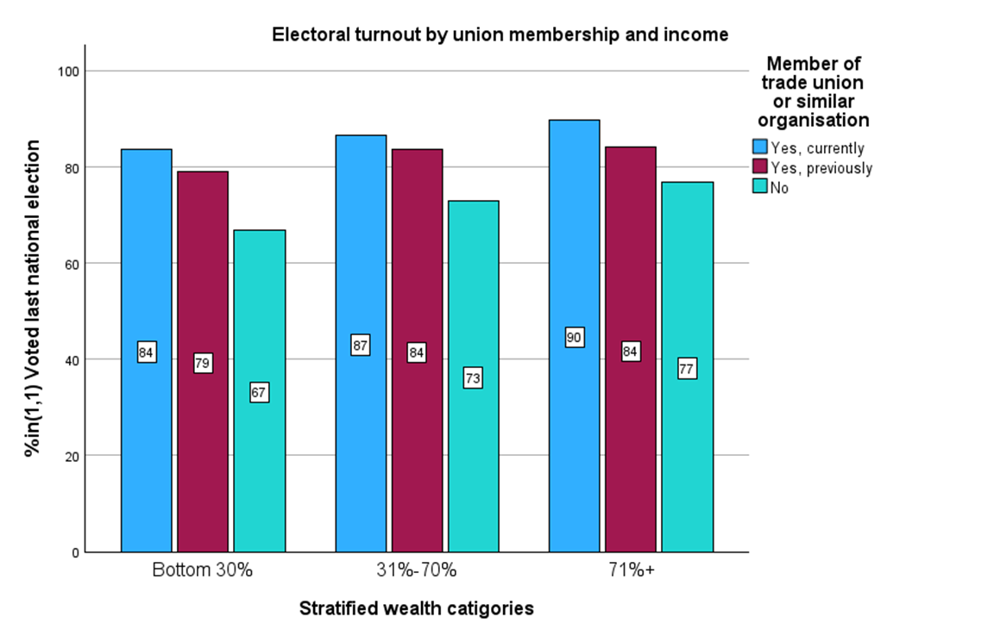 Electoral turnout by union membership and income
%in(1,1) Voted last national election
100
80
60
40
20
0
84
79
67
87
84
73
90
84
77
Bottom 30%
31%-70%
71%+
Stratified wealth catigories
Member of
trade union
or similar
organisation
Yes, currently
Yes, previously
No